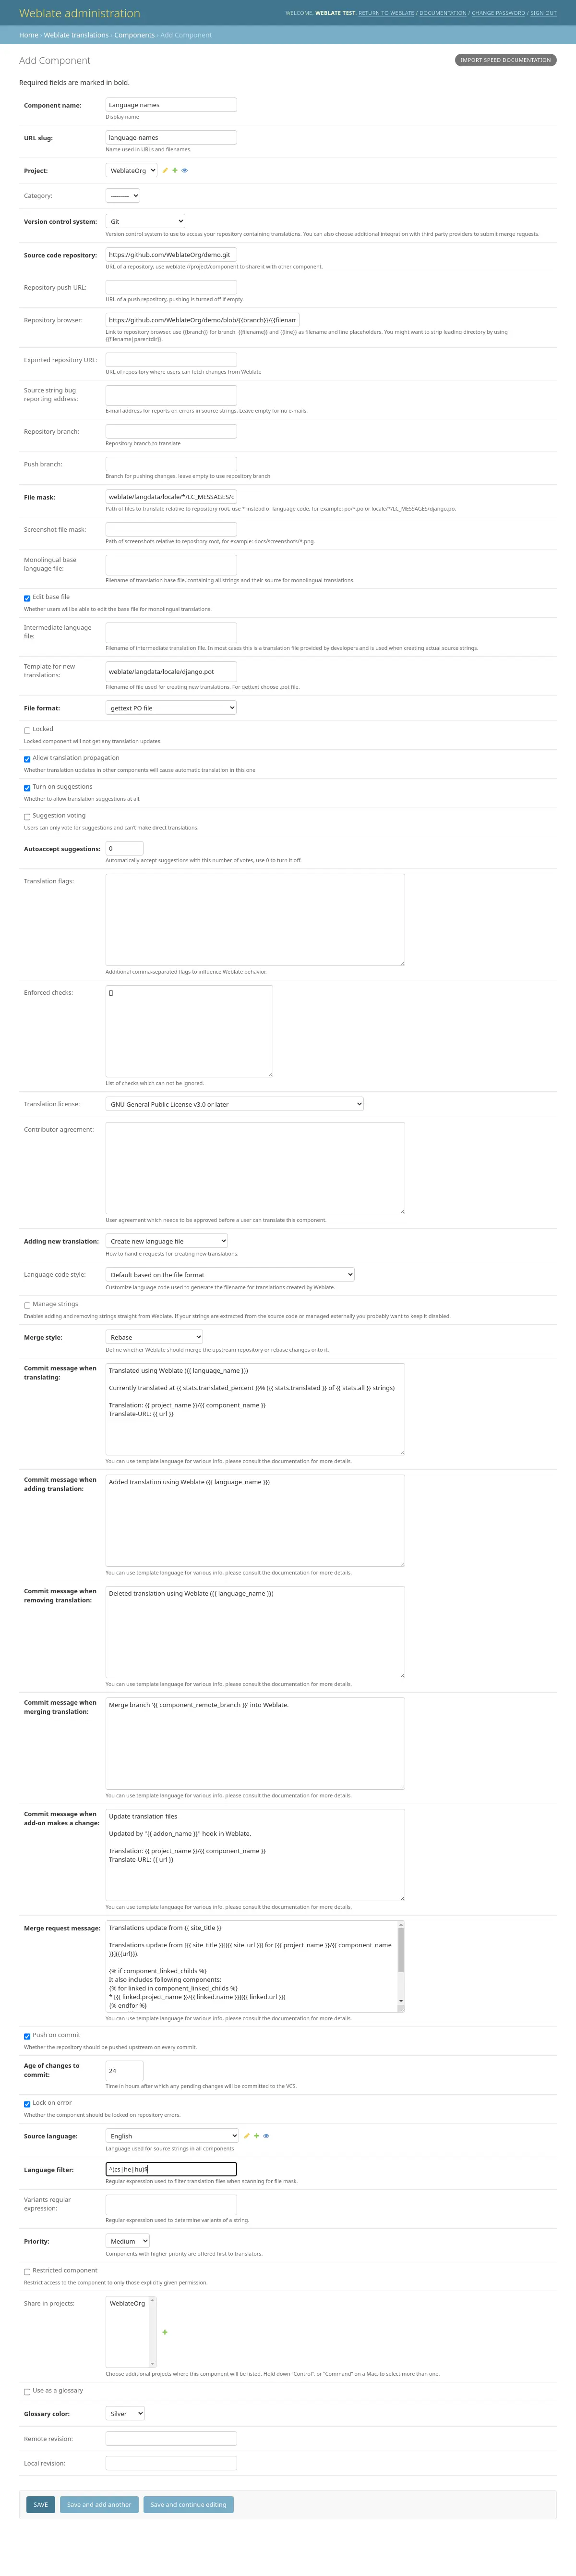 Weblate administration
WELCOME, WEBLATE TEST. RETURN TO WEBLATE / DOCUMENTATION / CHANGE PASSWORD / SIGN OUT
Home › Weblate translations › Components › Add Component
Add Component
IMPORT SPEED DOCUMENTATION
Required fields are marked in bold.
Component name:
Language names
Display name
URL slug:
language-names
Name used in URLs and filenames.
Project:
WeblateOrg
Category:
---------
Version control system:
Git
Version control system to use to access your repository containing translations. You can also choose additional integration with third party providers to submit merge requests.
Source code repository:
https://github.com/WeblateOrg/demo.git
URL of a repository, use weblate://project/component to share it with other component.
Repository push URL:
URL of a push repository, pushing is turned off if empty.
Repository browser:
https://github.com/WeblateOrg/demo/blob/{{branch}}/{{filenam
Link to repository browser, use {{branch}} for branch, {{filename}} and {{line}} as filename and line placeholders. You might want to strip leading directory by using
{{filename|parentdir}}.
Exported repository URL:
URL of repository where users can fetch changes from Weblate
Source string bug
reporting address:
E-mail address for reports on errors in source strings. Leave empty for no e-mails.
Repository branch:
Repository branch to translate
Push branch:
Branch for pushing changes, leave empty to use repository branch
File mask:
weblate/langdata/locale/*/LC_MESSAGES/d
Path of files to translate relative to repository root, use * instead of language code, for example: po/*.po or locale/*/LC_MESSAGES/django.po.
Screenshot file mask:
Path of screenshots relative to repository root, for example: docs/screenshots/*.png.
Monolingual base
language file:
Filename of translation base file, containing all strings and their source for monolingual translations.
Edit base file
Whether users will be able to edit the base file for monolingual translations.
Intermediate language
file:
Filename of intermediate translation file. In most cases this is a translation file provided by developers and is used when creating actual source strings.
Template for new
translations:
weblate/langdata/locale/django.pot
Filename of file used for creating new translations. For gettext choose .pot file.
File format:
gettext PO file
Locked
Locked component will not get any translation updates.
Allow translation propagation
Whether translation updates in other components will cause automatic translation in this one
Turn on suggestions
Whether to allow translation suggestions at all.
Suggestion voting
Users can only vote for suggestions and can't make direct translations.
Autoaccept suggestions:
0
Automatically accept suggestions with this number of votes, use 0 to turn it off.
Translation flags:
Additional comma-separated flags to influence Weblate behavior.
Enforced checks:
[]
List of checks which can not be ignored.
Translation license:
GNU General Public License v3.0 or later
Contributor agreement:
User agreement which needs to be approved before a user can translate this component.
Adding new translation:
Create new language file
How to handle requests for creating new translations.
Language code style:
Default based on the file format
Customize language code used to generate the filename for translations created by Weblate.
Manage strings
Enables adding and removing strings straight from Weblate. If your strings are extracted from the source code or managed externally you probably want to keep it disabled.
Merge style:
Rebase
Define whether Weblate should merge the upstream repository or rebase changes onto it.
Commit message when
translating:
Translated using Weblate ({{ language_name }})
Currently translated at {{ stats.translated_percent }}% ({{ stats.translated }} of {{ stats.all }} strings)
Translation: {{ project_name }}/{{ component_name }}
Translate-URL: {{ url }}
You can use template language for various info, please consult the documentation for more details.
Commit message when
adding translation:
Added translation using Weblate ({{ language_name }})
You can use template language for various info, please consult the documentation for more details.
Commit message when
removing translation:
Deleted translation using Weblate ({{ language_name }})
You can use template language for various info, please consult the documentation for more details.
Commit message when
merging translation:
Merge branch '{{ component_remote_branch }}' into Weblate.
You can use template language for various info, please consult the documentation for more details.
Commit message when
add-on makes a change:
Update translation files
Updated by "{{ addon_name }}" hook in Weblate.
Translation: {{ project_name }}/{{ component_name }}
Translate-URL: {{ url }}
You can use template language for various info, please consult the documentation for more details.
Merge request message:
Translations update from {{ site_title }}
Translations update from [{{ site_title }}]({{ site_url }}) for [{{ project_name }}/{{ component_name
}}]({{url}}).
{% if component_linked_childs %}
It also includes following components:
{% for linked in component_linked_childs %}
* [{{ linked.project_name }}/{{ linked.name }}]({{ linked.url }})
{% endfor %}
You can use template language for various info, please consult the documentation for more details.
Push on commit
Whether the repository should be pushed upstream on every commit.
Age of changes to
commit:
24
Time in hours after which any pending changes will be committed to the VCS.
Lock on error
Whether the component should be locked on repository errors.
Source language:
English
Language used for source strings in all components
Language filter:
^(cs|he|hu)$
Regular expression used to filter translation files when scanning for file mask.
Variants regular
expression:
Regular expression used to determine variants of a string.
Priority:
Medium
Components with higher priority are offered first to translators.
Restricted component
Restrict access to the component to only those explicitly given permission.
Share in projects:
WeblateOrg
Choose additional projects where this component will be listed. Hold down "Control", or "Command" on a Mac, to select more than one.
Use as a glossary
Glossary color:
Silver
Remote revision:
Local revision:
SAVE
Save and add another
Save and continue editing